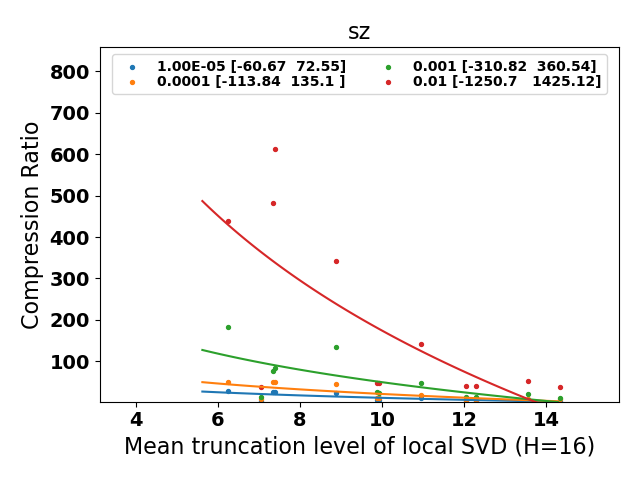 sz
1.00E-05 [-60.67  72.55]
0.0001 [-113.84  135.1 ]
0.001 [-310.82  360.54]
0.01 [-1250.7   1425.12]
Compression Ratio
800
700
600
500
400
300
200
100
4 6 8 10 12 14
Mean truncation level of local SVD (H=16)